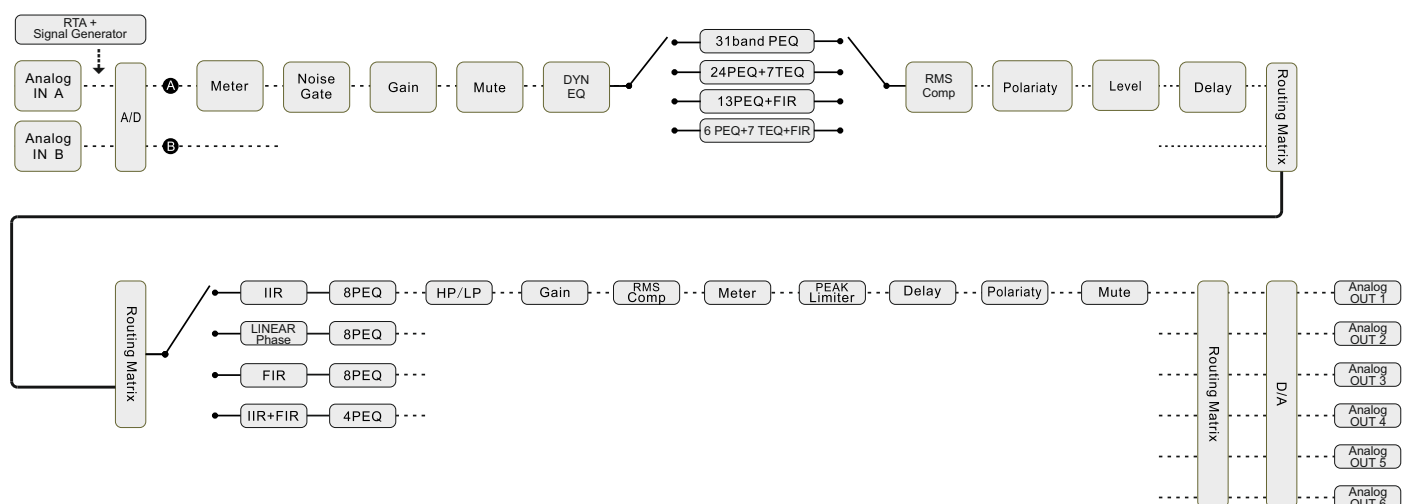 RTA +
Signal Generator
Analog
IN A
Analog
IN B
A/D
A
B
Meter
Noise
Gate
Gain
Mute
DYN
EQ
31band PEQ
24PEQ+7TEQ
13PEQ+FIR
6 PEQ+7 TEQ+FIR
RMS
Comp
Polariaty
Level
Delay
Routing Matrix
Routing Matrix
IIR
8PEQ
HP/LP
Gain
RMS
Comp
Meter
PEAK
Limiter
Delay
Polariaty
Mute
LINEAR
Phase
8PEQ
FIR
8PEQ
IIR+FIR
4PEQ
Routing Matrix
D/A
Analog
OUT 1
Analog
OUT 2
Analog
OUT 3
Analog
OUT 4
Analog
OUT 5
Analog
OUT 6